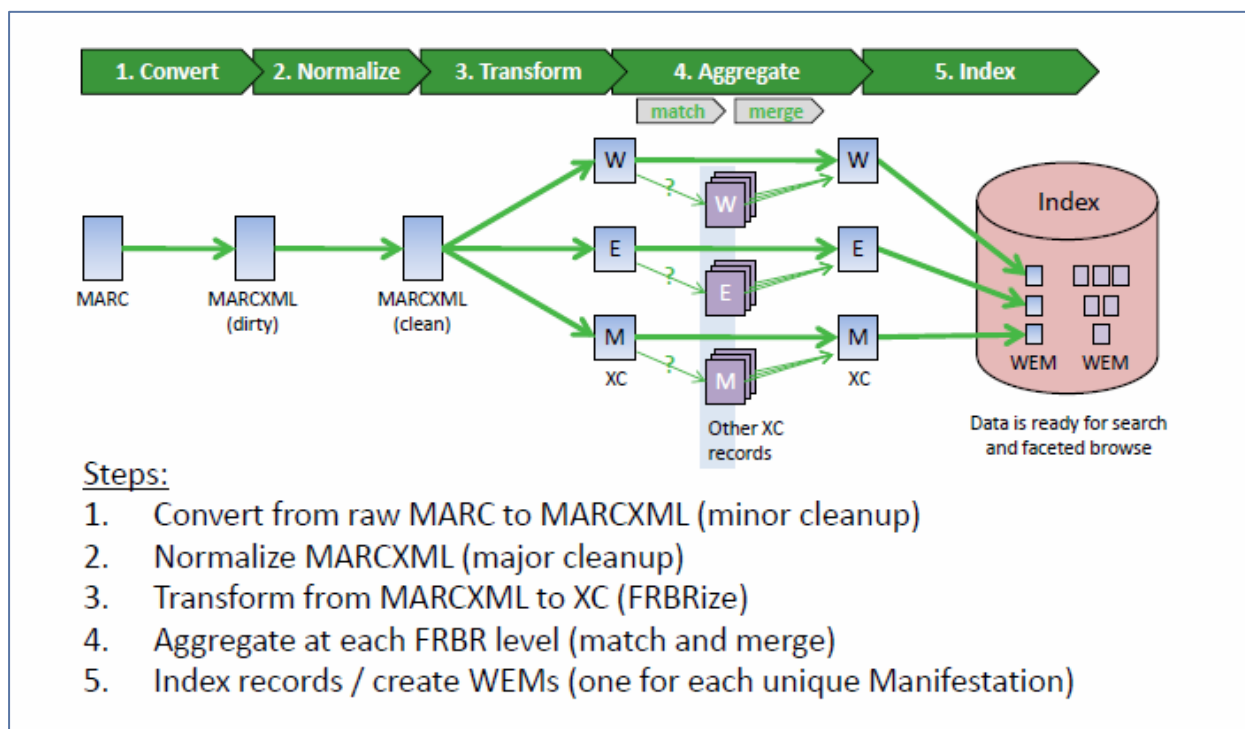 1. Convert
2. Normalize
3. Transform
4. Aggregate
5. Index
match
merge
W
W
?
W
Index
E
E
?
E
MARC
MARCXML
(dirty)
MARCXML
(clean)
M
M
?
M
XC
XC
WEM
WEM
Other XC
records
Data is ready for search
and faceted browse
Steps:
1. Convert from raw MARC to MARCXML (minor cleanup)
2. Normalize MARCXML (major cleanup)
3. Transform from MARCXML to XC (FRBRize)
4. Aggregate at each FRBR level (match and merge)
5. Index records / create WEMs (one for each unique Manifestation)